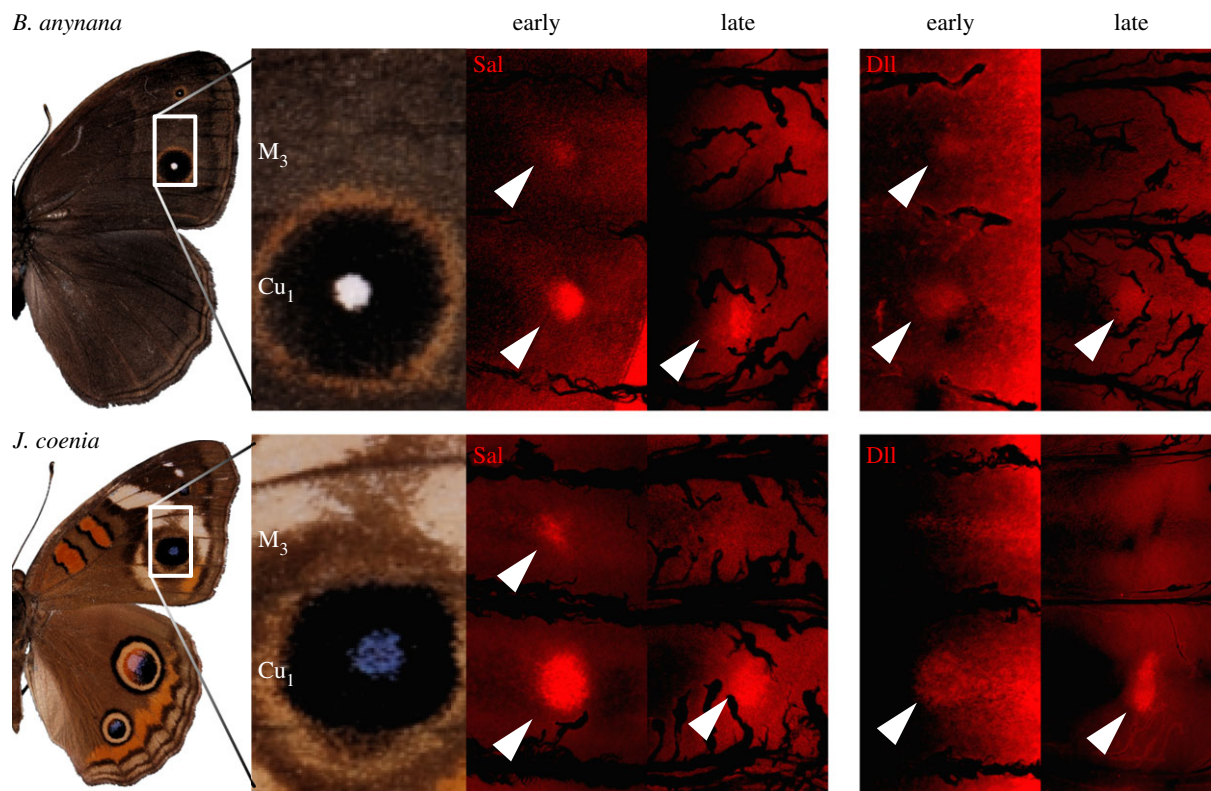 B. anynana early late early late
Sal Dll
M3
Cu1
J. coenia
Sal Dll
M3
Cu1